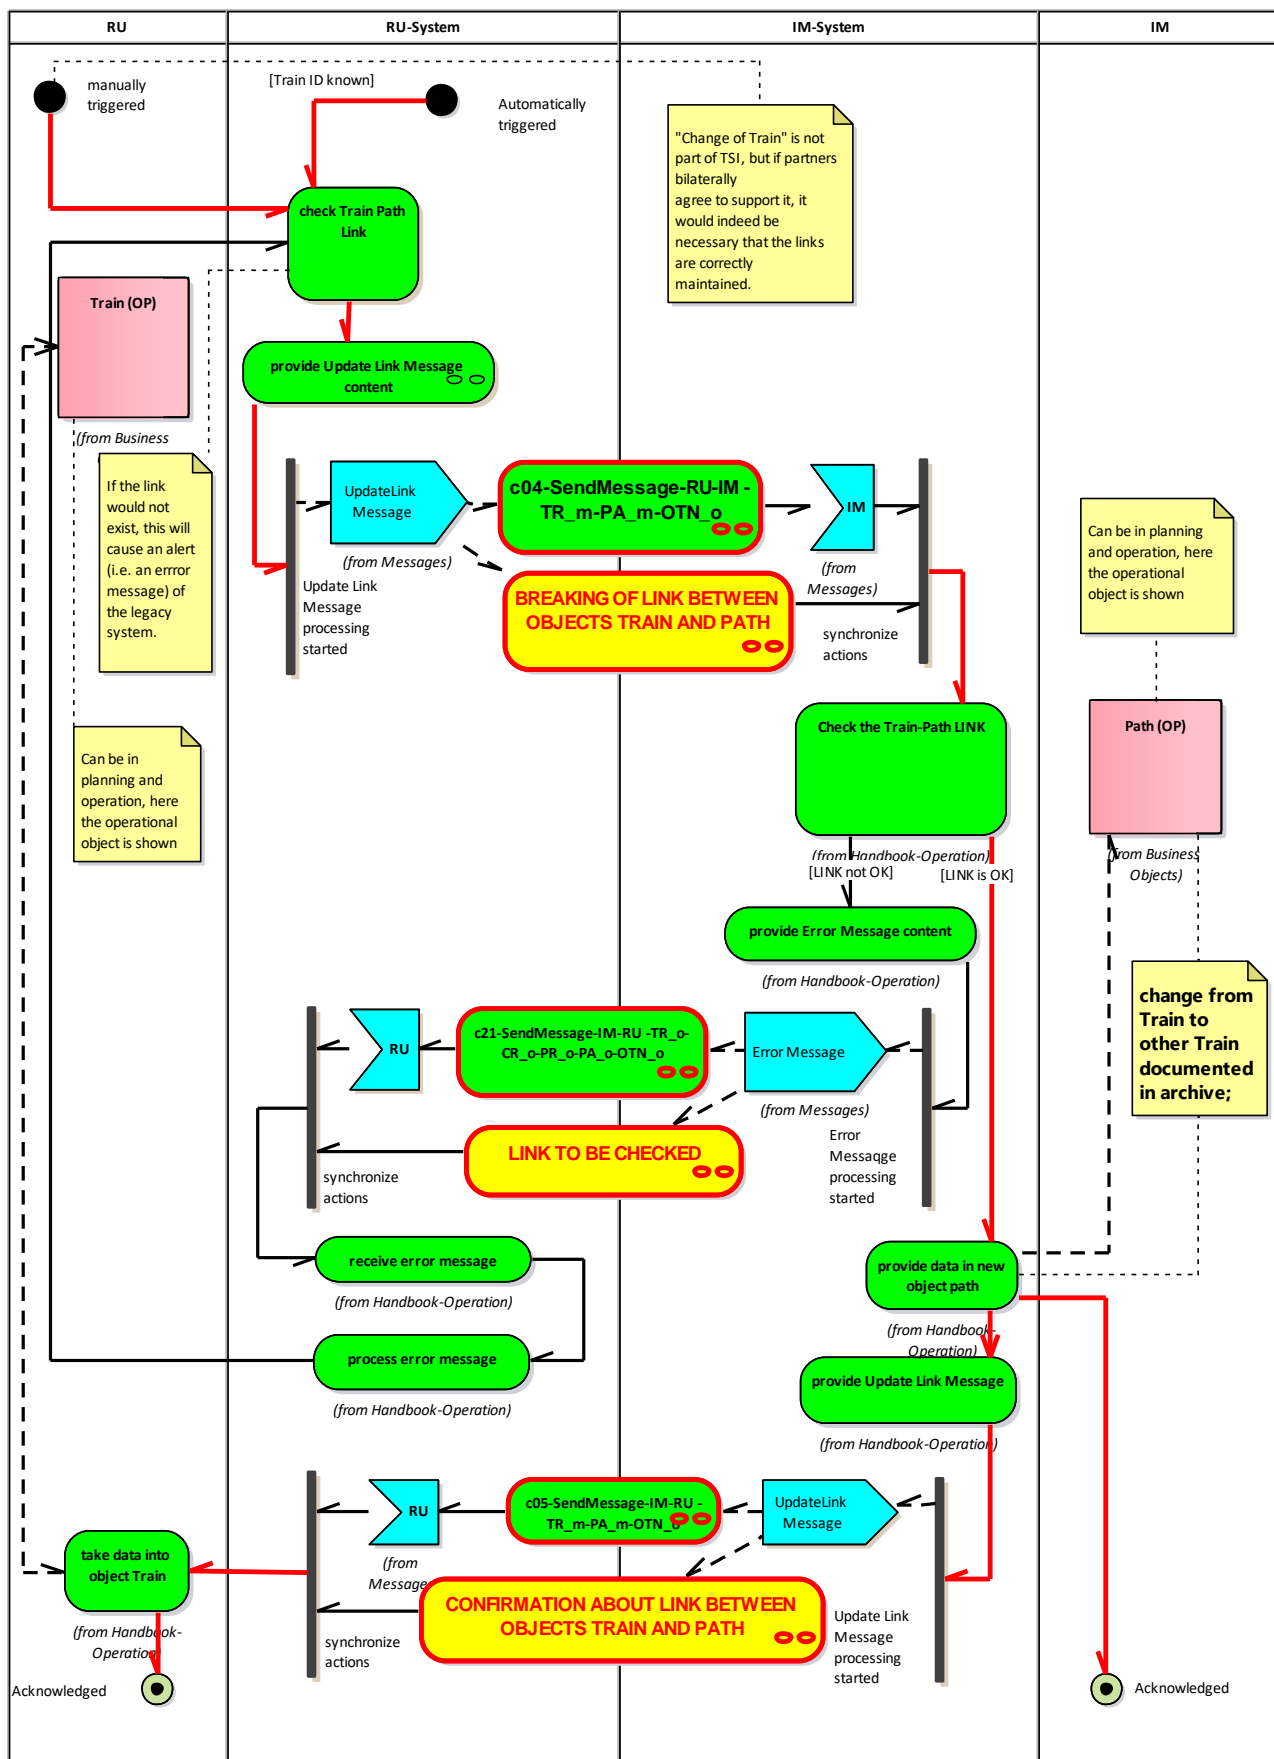 RU
RU-System
IM-System
IM
manually
triggered
[Train ID known]
Automatically
triggered
"Change of Train" is not
part of TSI, but if partners
bilaterally
agree to support it, it
would indeed be
necessary that the links
are correctly
maintained.
check Train Path
Link
Train (OP)
(from Business
provide Update Link Message
content
If the link
would not
exist, this will
cause an alert
(i.e. an errror
message) of
the legacy
system.
UpdateLink
Message
(from Messages)
c04-SendMessage-RU-IM -
TR_m-PA_m-OTN_o
IM
(from
Messages)
Update Link
Message
processing
started
BREAKING OF LINK BETWEEN
OBJECTS TRAIN AND PATH
synchronize
actions
Can be in planning
and operation, here
the operational
object is shown
Can be in
planning and
operation, here
the operational
object is shown
Check the Train-Path LINK
(from Handbook-Operation)
[LINK not OK]
[LINK is OK]
Path (OP)
(from Business
Objects)
provide Error Message content
(from Handbook-Operation)
change from
Train to
other Train
documented
in archive;
RU
c21-SendMessage-IM-RU -TR_o-
CR_o-PR_o-PA_o-OTN_o
Error Message
(from Messages)
LINK TO BE CHECKED
Error
Messaqge
processing
started
synchronize
actions
receive error message
(from Handbook-Operation)
provide data in new
object path
(from Handbook-
Operation)
process error message
(from Handbook-Operation)
provide Update Link Message
(from Handbook-Operation)
RU
(from
c05-SendMessage-IM-RU -
TR_m-PA_m-OTN_o
UpdateLink
Message
take data into
object Train
(from Handbook-
Operation)
CONFIRMATION ABOUT LINK BETWEEN
OBJECTS TRAIN AND PATH
synchronize
actions
Update Link
Message
processing
started
Acknowledged
Acknowledged